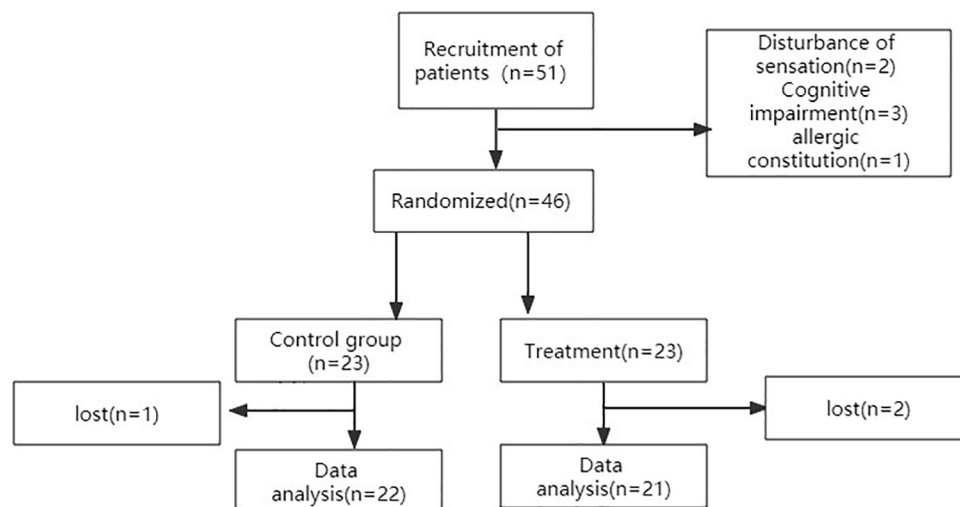 Recruitment of
patients (n=51)
Disturbance of
sensation(n=2)
Cognitive
impairment(n=3)
allergic
constitution(n=1)
Randomized(n=46)
Control group
(n=23)
Treatment(n=23)
lost(n=1)
lost(n=2)
Data
analysis(n=22)
Data
analysis(n=21)